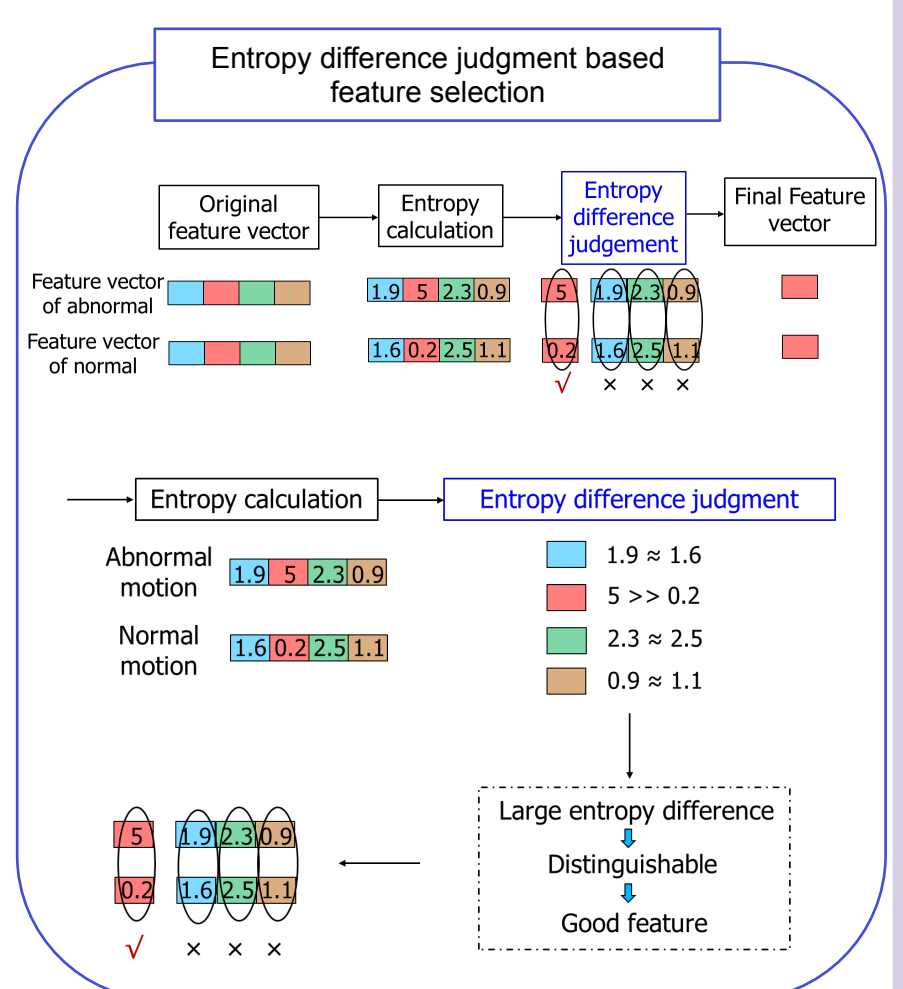 Entropy difference judgment based
feature selection
Original
feature vector
Entropy
calculation
Entropy
difference
judgement
Final Feature
vector
Feature vector
of abnormal
1.9 5 2.3 0.9
5 1.9 2.3 0.9
Feature vector
of normal
1.6 0.2 2.5 1.1
0.2 1.6 2.5 1.1
√ × × ×
Entropy calculation
Entropy difference judgment
Abnormal
motion
1.9 5 2.3 0.9
Normal
motion
1.6 0.2 2.5 1.1
1.9 ≈ 1.6
5 >> 0.2
2.3 ≈ 2.5
0.9 ≈ 1.1
Large entropy difference
Distinguishable
Good feature
5 1.9 2.3 0.9
0.2 1.6 2.5 1.1
√ × × ×